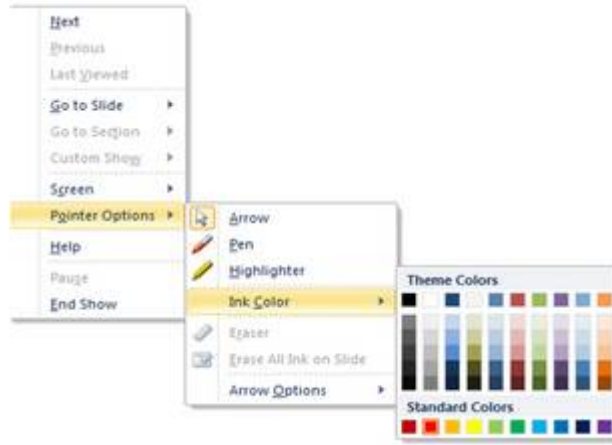 Next
Previous
Last Viewed
Go to Slide
Go to Section
Custom Show
Screen
Pointer Options
Help
Pause
End Show
Arrow
Pen
Highlighter
Ink Color
Eraser
Erase All Ink on Slide
Arrow Options
Theme Colors
Standard Colors